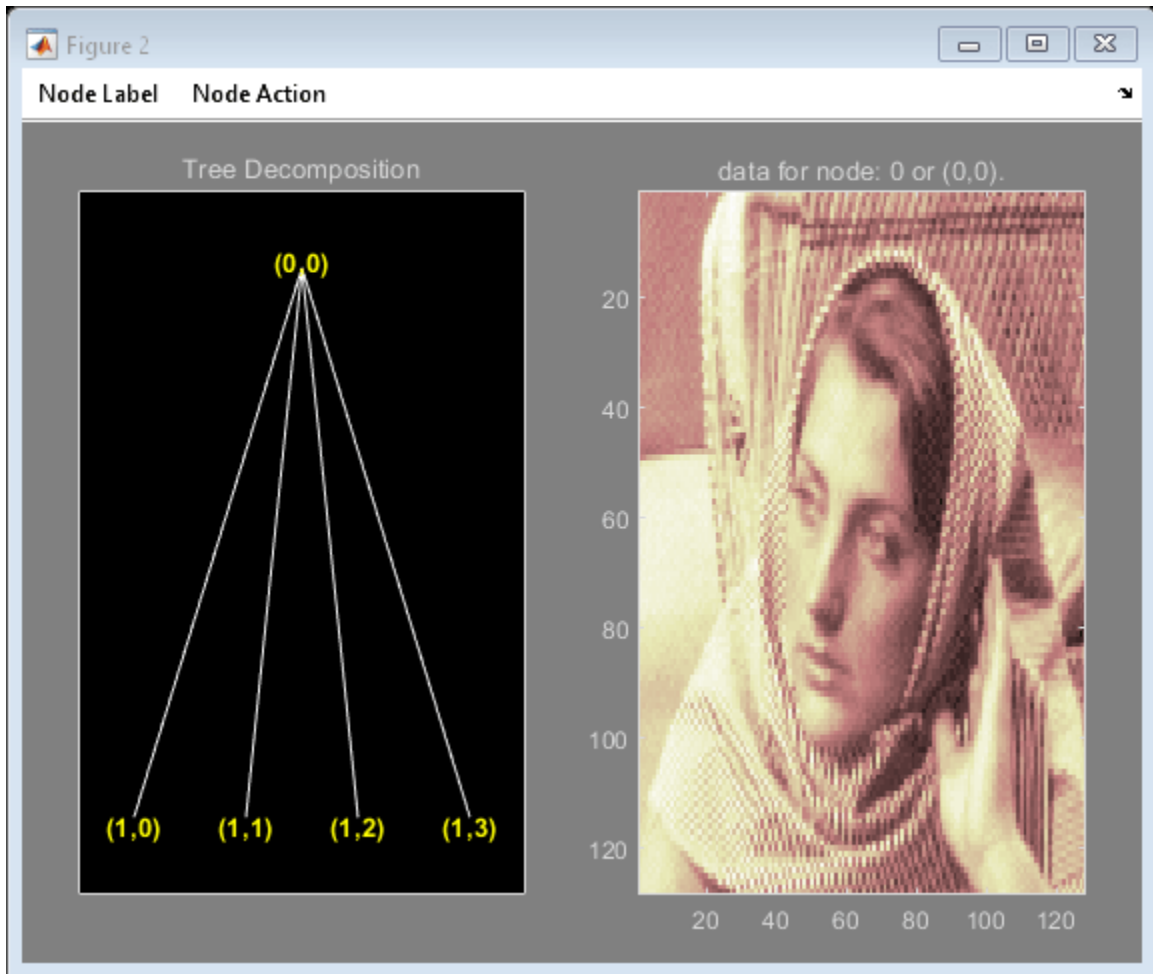 Figure 2
Node Label Node Action
Tree Decomposition
(0,0)
(1,0) (1,1) (1,2) (1,3)
data for node: 0 or (0,0).
20
40
60
80
100
120
20 40 60 80 100 120